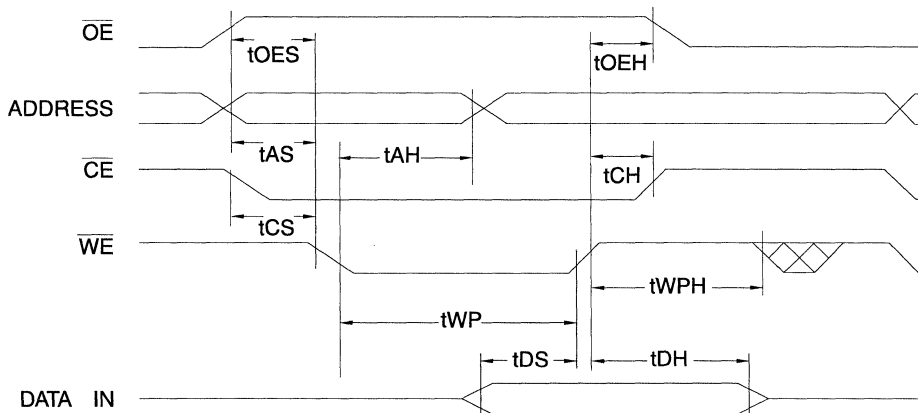 OE
tOES
tOEH
ADDRESS
tAS
tAH
CE
tCH
tCS
WE
tWPH
tWP
tDS
tDH
DATA IN